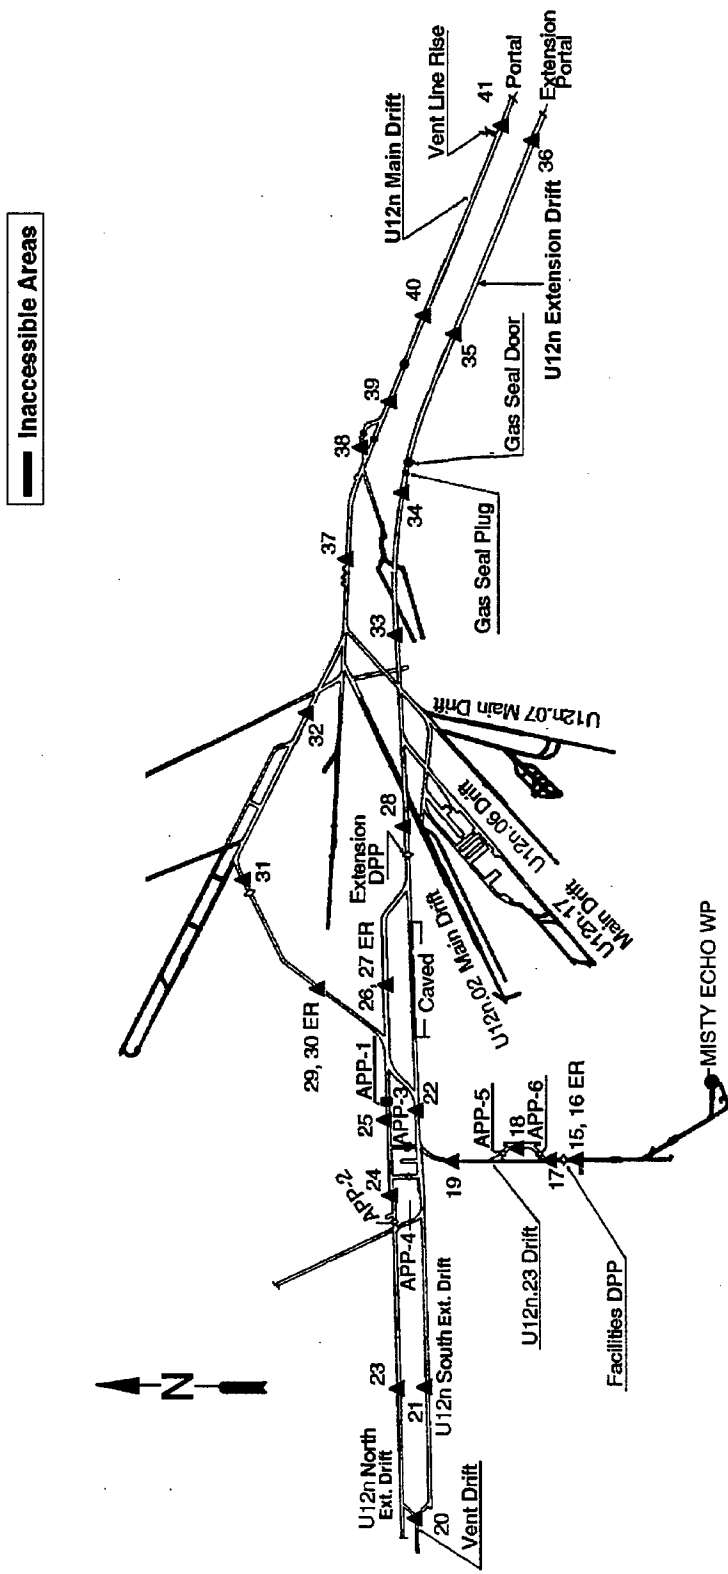 Inaccessible Areas
41
Portal
Extension
Portal
Vent Line Rise
36
U12n Main Drift
U12n Extension Drift
40
35
39
Gas Seal Door
38
34
Gas Seal Plug
37
33
32
U12n.07 Main Drift
U12n.06 Drift
U12n.17
Main Drift
28
Extension
DPP
31
U12n.02 Main Drift
26, 27 ER
Caved
29, 30 ER
MISTY ECHO WP
APP-1
25
APP-3
22
APP-5
18
APP-6
15, 16 ER
17
19
24
APP-2
APP-4
U12n.23 Drift
Facilities DPP
N
23
21
U12n South Ext. Drift
U12n North
Ext. Drift
20
Vent Drift